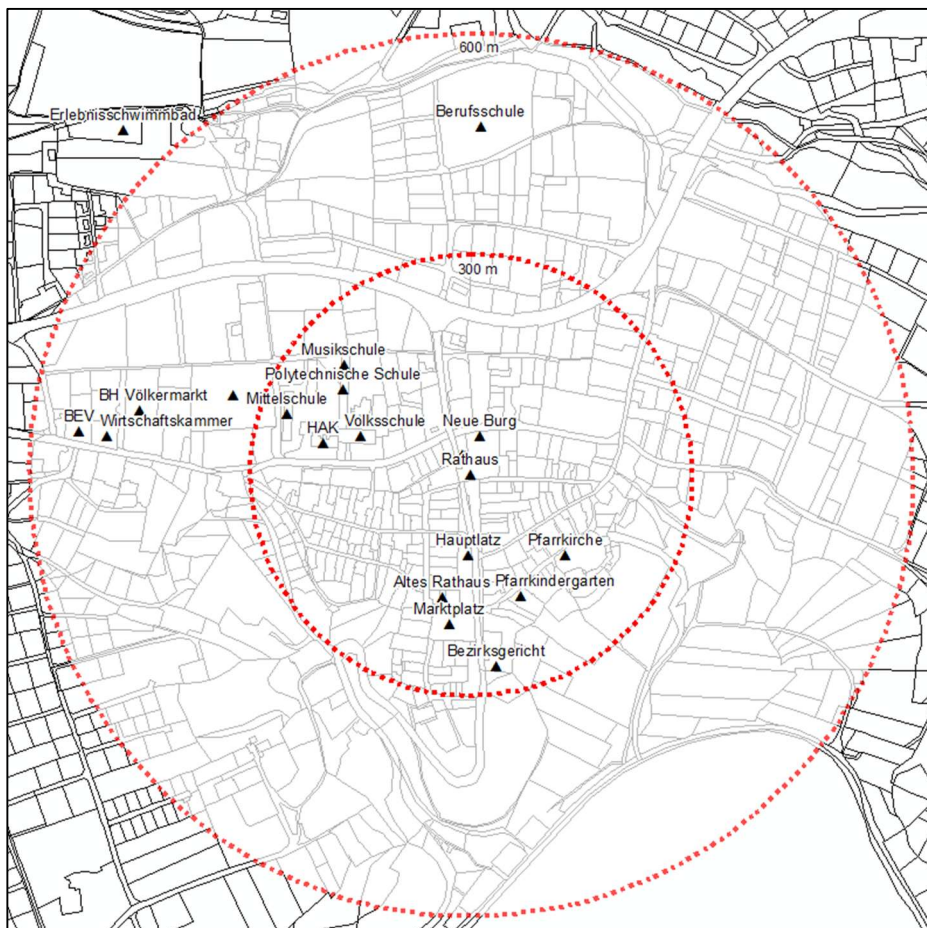 600 m
Erlebnisschwimmbad
Berufsschule
300 m
Musikschule
Polytechnische Schule
BH Völkermarkt
Mittelschule
BEV
Wirtschaftskammer
HAK
Volksschule
Neue Burg
Rathaus
Hauptlatz
Pfarrkirche
Altes Rathaus
Pfarrkindergarten
Marktplatz
Bezirksgericht